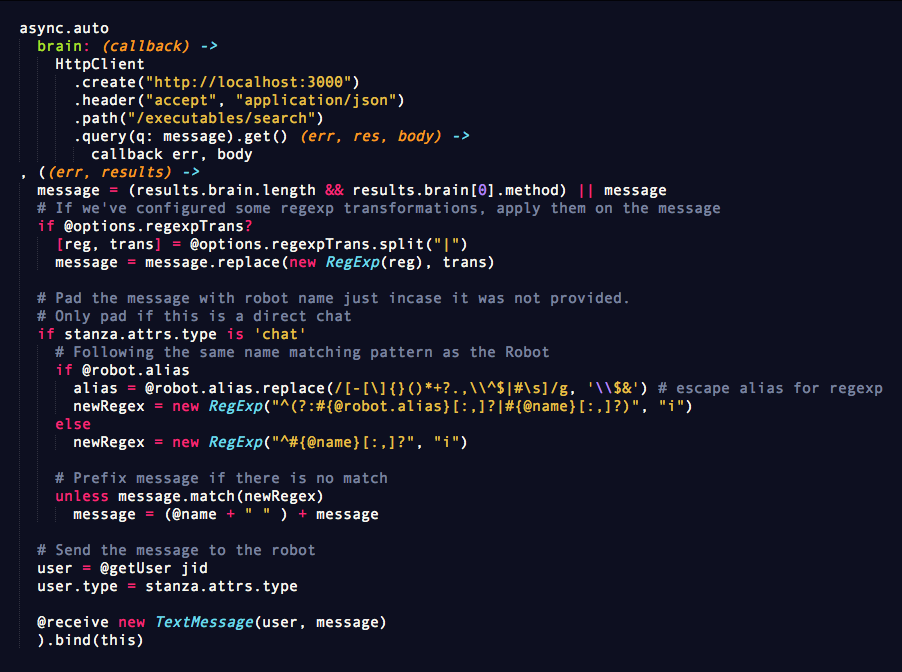 async.auto
  brain: (callback) ->
    HttpClient
      .create("http://localhost:3000")
      .header("accept", "application/json")
      .path("/executables/search")
      .query(q: message).get() (err, res, body) ->
        callback err, body
, ((err, results) ->
  message = (results.brain.length && results.brain[0].method) || message
  # If we've configured some regexp transformations, apply them on the message
  if @options.regexpTrans?
    [reg, trans] = @options.regexpTrans.split("|")
    message = message.replace(new RegExp(reg), trans)

  # Pad the message with robot name just incase it was not provided.
  # Only pad if this is a direct chat
  if stanza.attrs.type is 'chat'
    # Following the same name matching pattern as the Robot
    if @robot.alias
      alias = @robot.alias.replace(/[-[\]{}()*+?.,\\^$|#\s]/g, '\\$&') # escape alias for regexp
      newRegex = new RegExp("^(?:#{@robot.alias}[:,]?|#{@name}[:,]?)", "i")
    else
      newRegex = new RegExp("^#{@name}[:,]?", "i")

    # Prefix message if there is no match
    unless message.match(newRegex)
      message = (@name + " " ) + message

  # Send the message to the robot
  user = @getUser jid
  user.type = stanza.attrs.type

  @receive new TextMessage(user, message)
  ).bind(this)